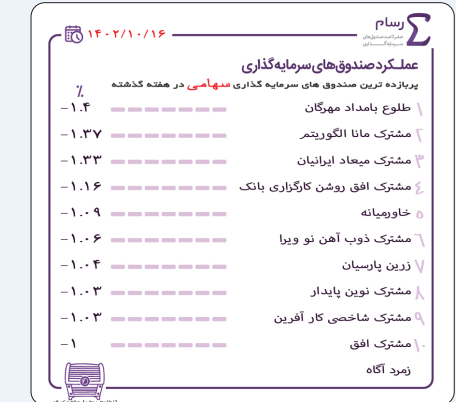 رسام
۱۴۰۲/۱۰/۱۶
عملکرد صندوق‌های سرمایه‌گذاری
پربازده ترین صندوق های سرمایه گذاری سهامی در هفته گذشته
٪
۱ طلوع بامداد مهرگان −۱.۴
۲ مشترک مانا الگوریتم −۱.۳۷
۳ مشترک میعاد ایرانیان −۱.۳۳
۴ مشترک افق روشن کارگزاری بانک −۱.۱۶
۵ خاورمیانه −۱.۰۹
۶ مشترک ذوب آهن نو ویرا −۱.۰۶
۷ زرین پارسیان −۱.۰۴
۸ مشترک نوین پایدار −۱.۰۳
۹ مشترک شاخصی کار آفرین −۱.۰۳
۱۰ مشترک افق −۱
زمرد آگاه